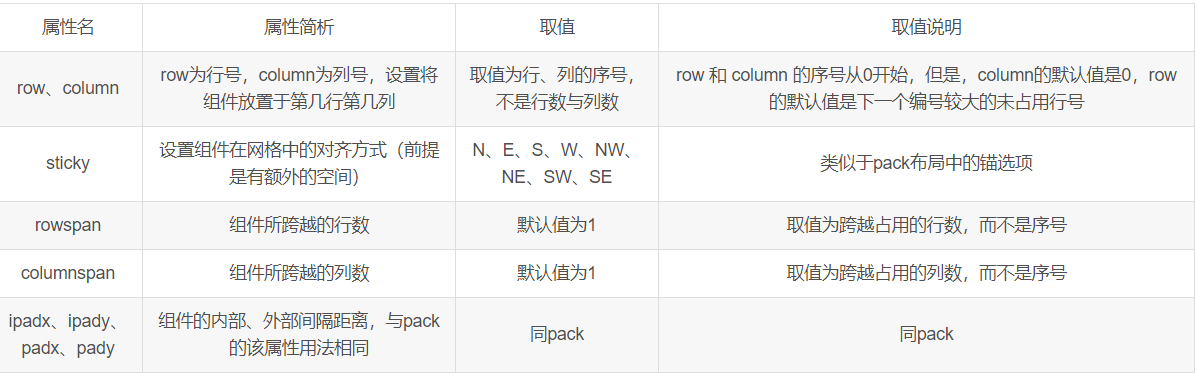 属性名 属性简析 取值 取值说明
row、column
row为行号，column为列号，设置将
组件放置于第几行第几列
取值为行、列的序号，
不是行数与列数
row 和 column 的序号从0开始，但是，column的默认值是0，row
的默认值是下一个编号较大的未占用行号
sticky
设置组件在网格中的对齐方式（前提
是有额外的空间）
N、E、S、W、NW、
NE、SW、SE
类似于pack布局中的锚选项
rowspan 组件所跨越的行数 默认值为1 取值为跨越占用的行数，而不是序号
columnspan 组件所跨越的列数 默认值为1 取值为跨越占用的列数，而不是序号
ipadx、ipady、
padx、pady
组件的内部、外部间隔距离，与pack
的该属性用法相同
同pack
同pack